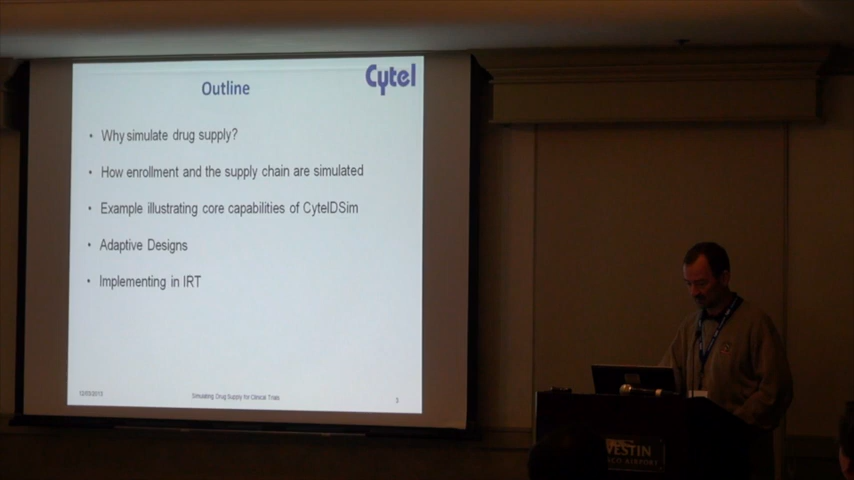 Outline
Cytel
• Why simulate drug supply?
• How enrollment and the supply chain are simulated
• Example illustrating core capabilities of CytelDSim
• Adaptive Designs
• Implementing in IRT
Simulating Drug Supply for Clinical Trials
3
WESTIN
AIRPORT